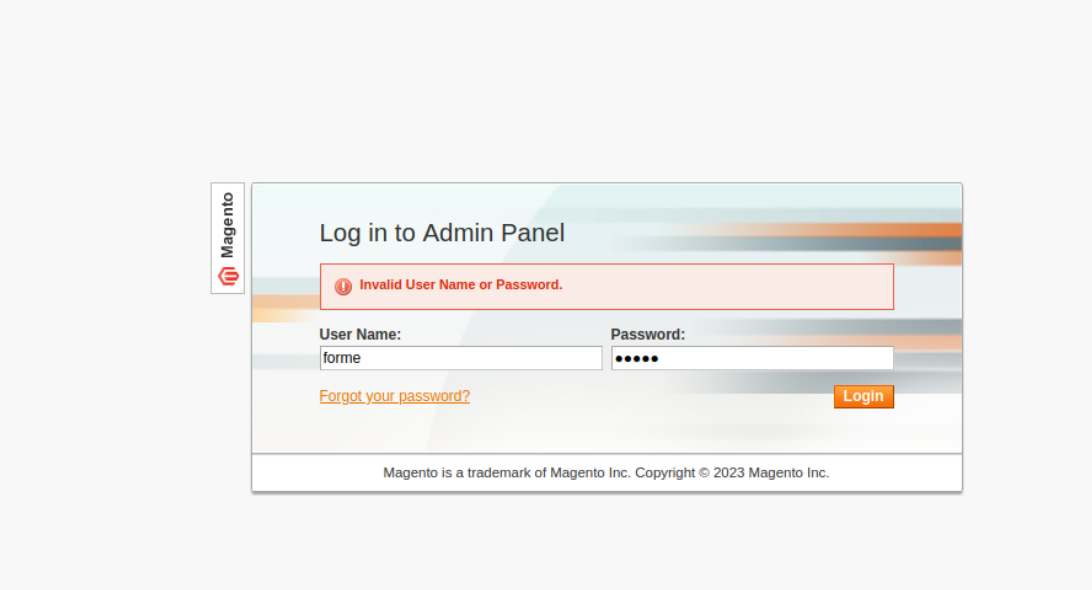 Magento
Log in to Admin Panel
Invalid User Name or Password.
User Name: Password:
forme •••••
Forgot your password? Login
Magento is a trademark of Magento Inc. Copyright © 2023 Magento Inc.